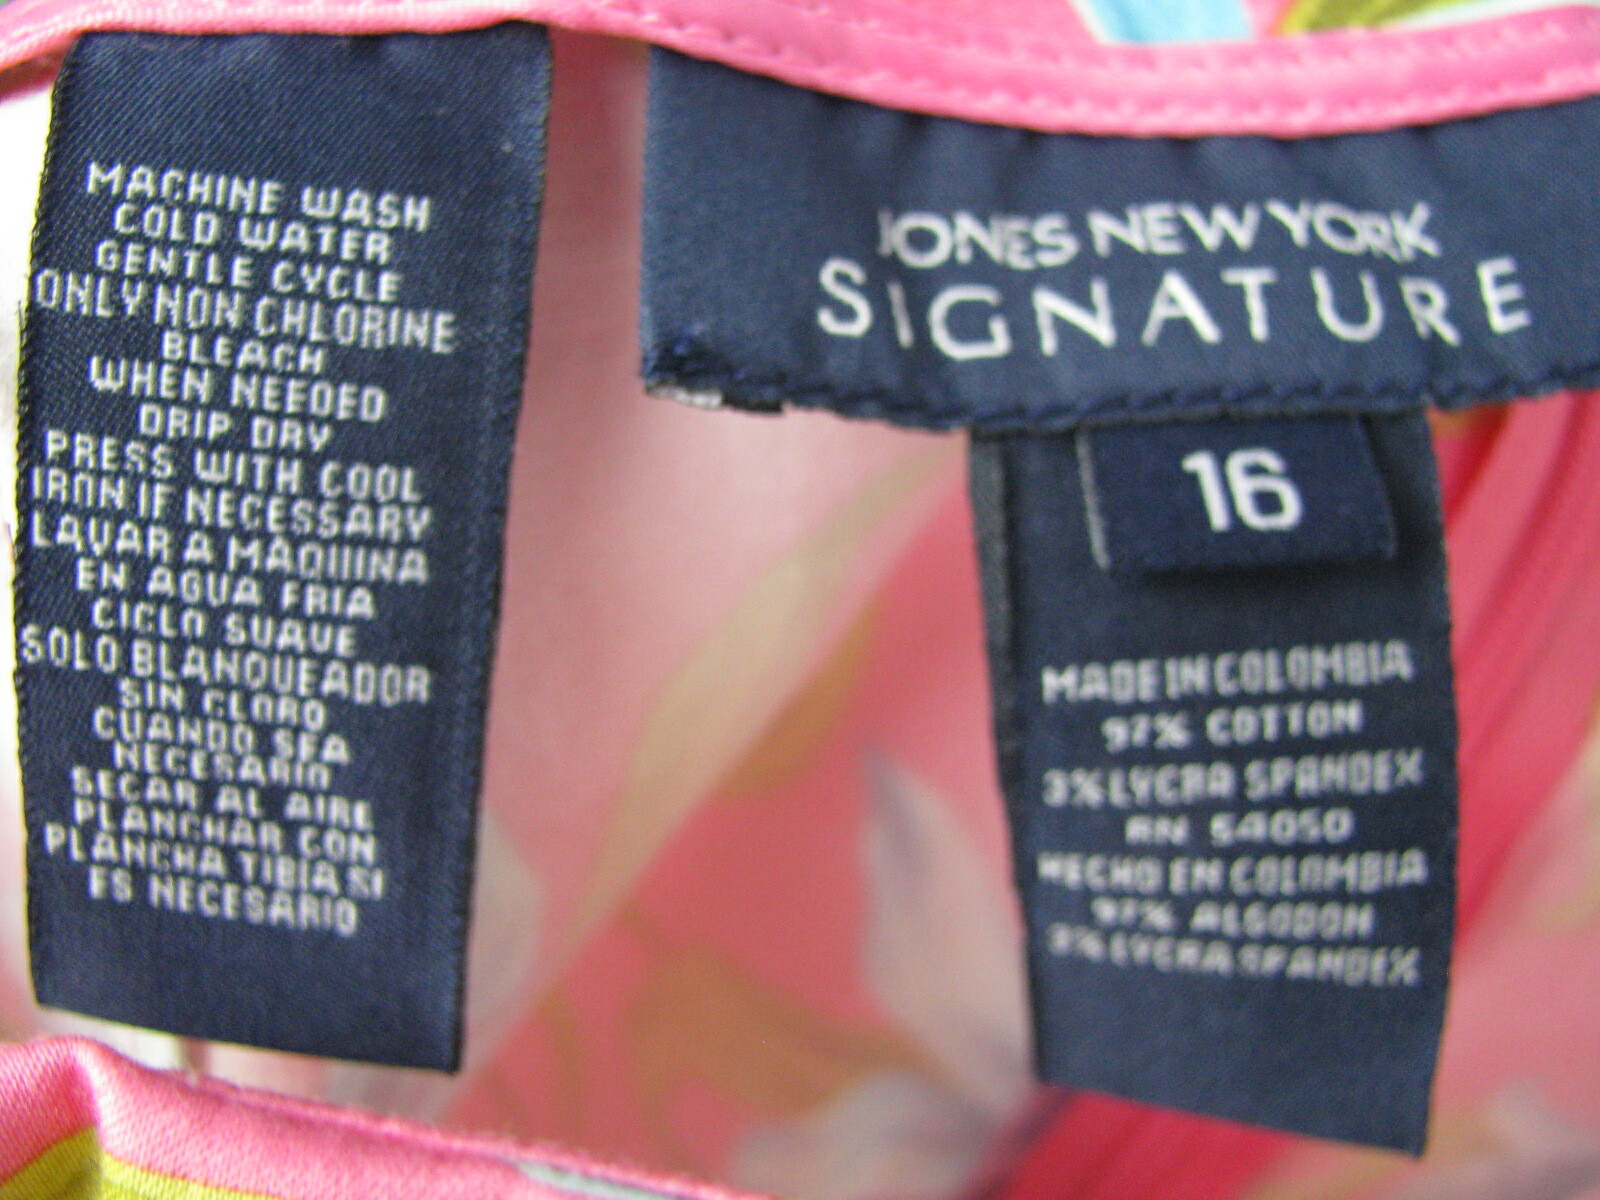 MACHINE WASH
COLD WATER
GENTLE CYCLE
ONLY NON CHLORINE
BLEACH
WHEN NEEDED
DRIP DRY
PRESS WITH COOL
IRON IF NECESSARY
LAVAR A MAQUINA
EN AGUA FRIA
CICLO SUAVE
SOLO BLANQUEADOR
SIN CLORO
CUANDO SEA
NECESARIO
SECAR AL AIRE
PLANCHAR CON
PLANCHA TIBIA SI
ES NECESARIO
JONES NEW YORK
SIGNATURE
16
MADE IN COLOMBIA
97% COTTON
3% LYCRA SPANDEX
RN 54050
HECHO EN COLOMBIA
97% ALGODON
3% LYCRA SPANDEX